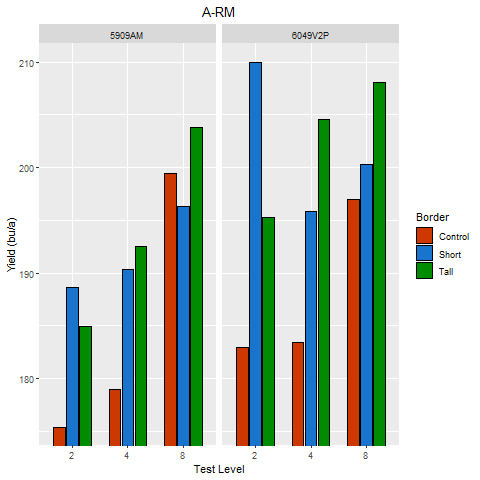 A-RM
5909AM
6049V2P
210
200
190
180
Yield (bu/a)
2
4
8
2
4
8
Test Level
Border
Control
Short
Tall